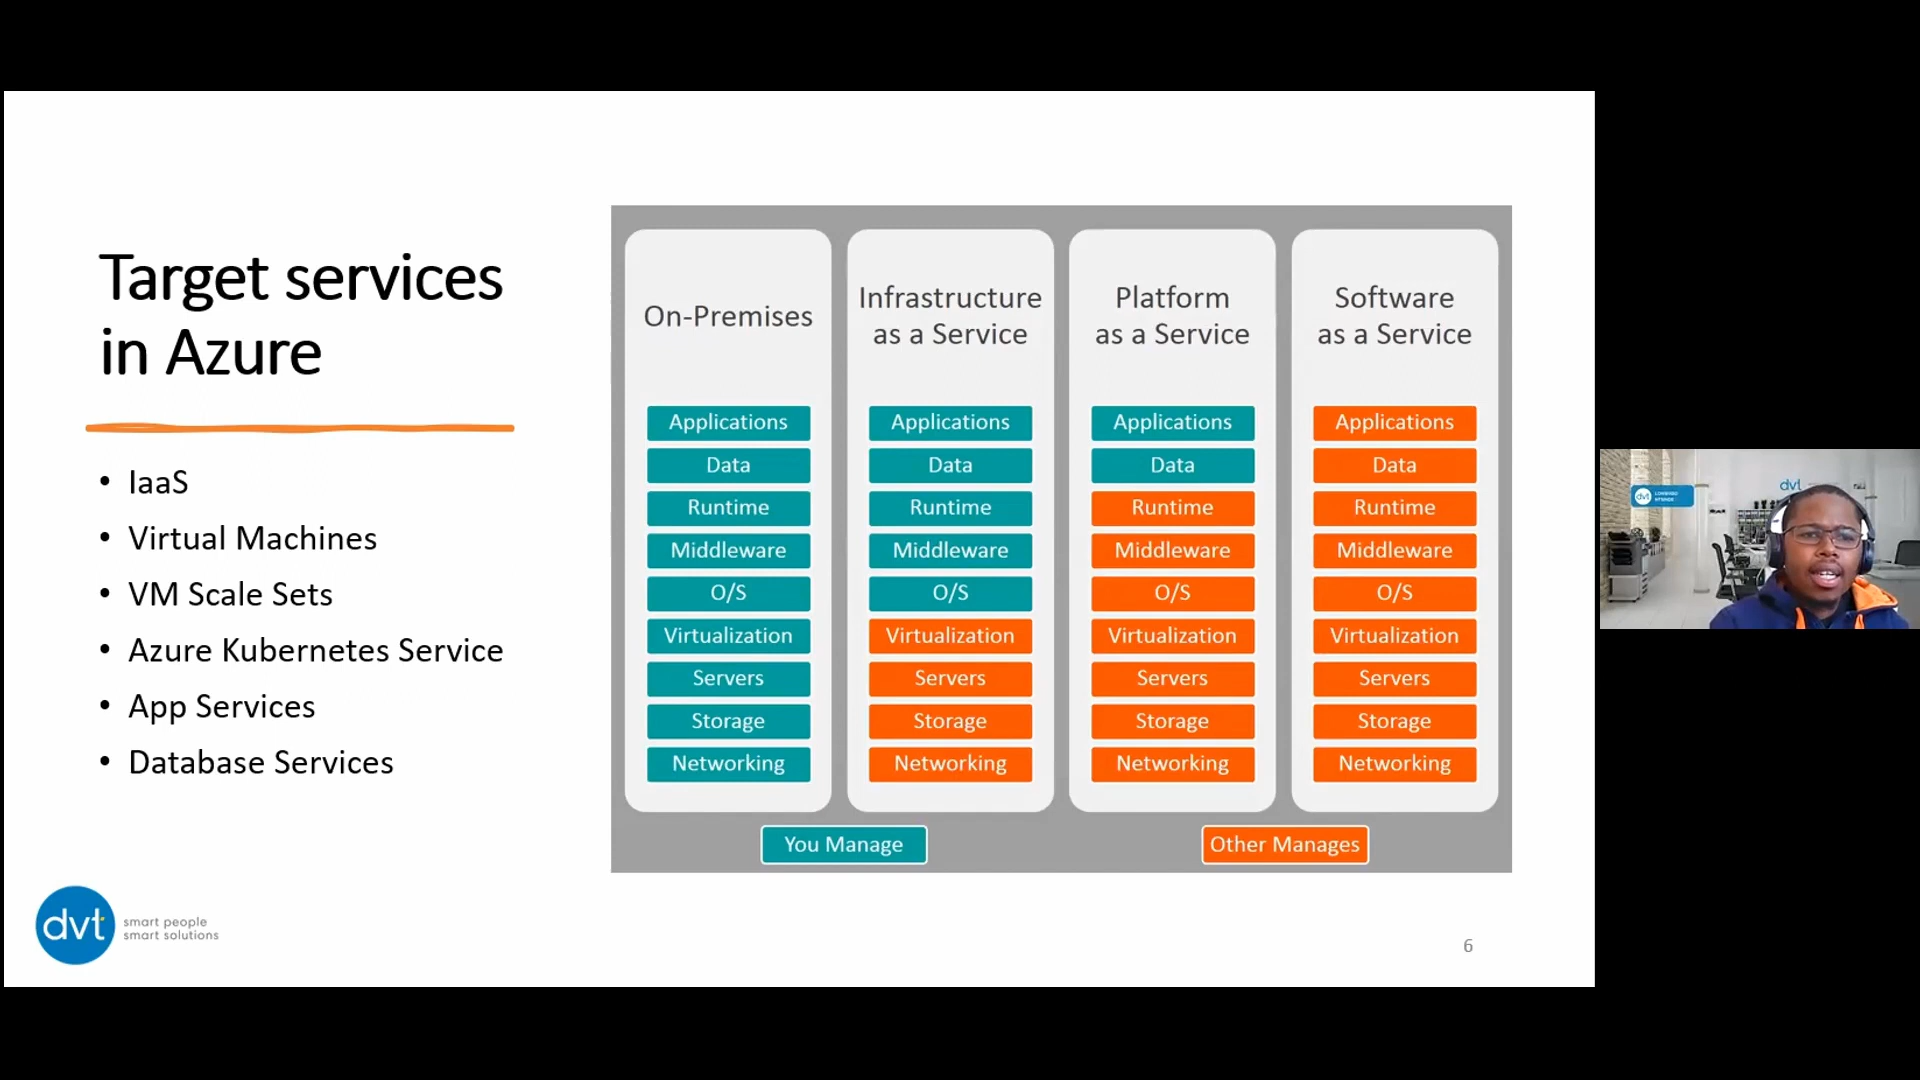 Target services
in Azure
• IaaS
• Virtual Machines
• VM Scale Sets
• Azure Kubernetes Service
• App Services
• Database Services
On-Premises
Applications
Data
Runtime
Middleware
O/S
Virtualization
Servers
Storage
Networking
Infrastructure
as a Service
Applications
Data
Runtime
Middleware
O/S
Virtualization
Servers
Storage
Networking
Platform
as a Service
Applications
Data
Runtime
Middleware
O/S
Virtualization
Servers
Storage
Networking
Software
as a Service
Applications
Data
Runtime
Middleware
O/S
Virtualization
Servers
Storage
Networking
You Manage
Other Manages
dvt
smart people
smart solutions
6
dvt
dvt